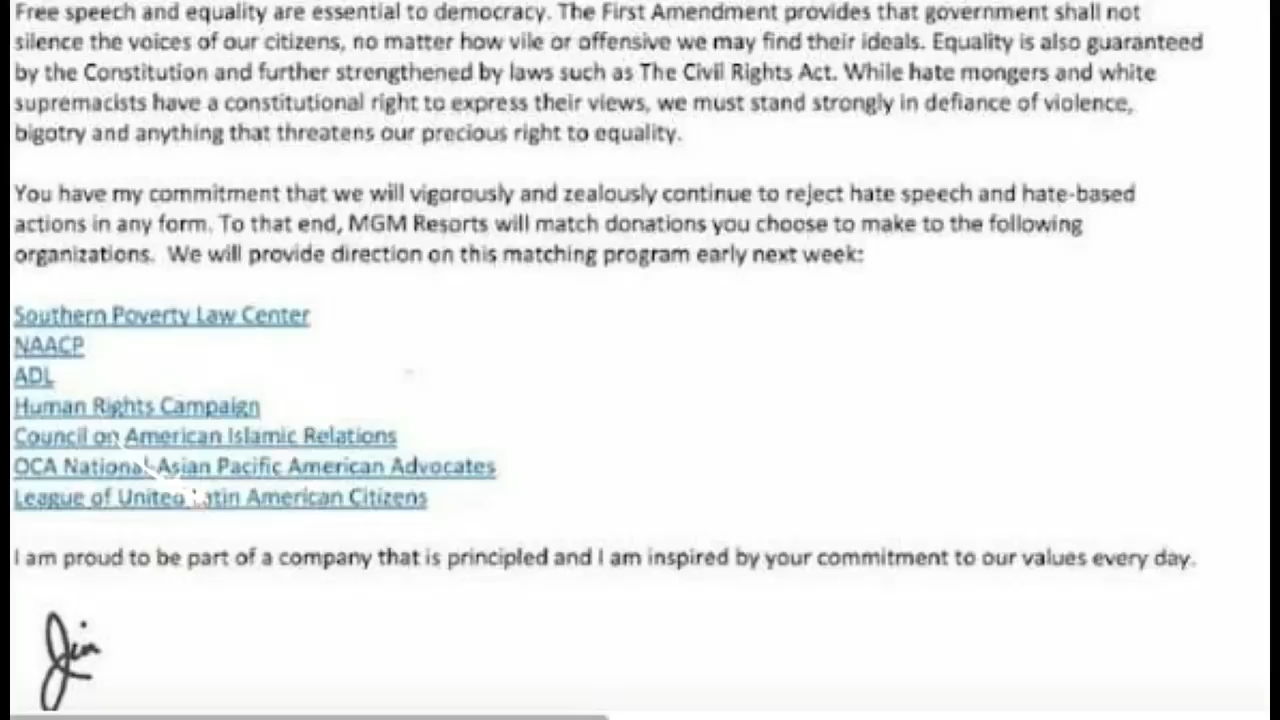 Free speech and equality are essential to democracy. The First Amendment provides that government shall not
silence the voices of our citizens, no matter how vile or offensive we may find their ideals. Equality is also guaranteed
by the Constitution and further strengthened by laws such as The Civil Rights Act. While hate mongers and white
supremacists have a constitutional right to express their views, we must stand strongly in defiance of violence,
bigotry and anything that threatens our precious right to equality.
You have my commitment that we will vigorously and zealously continue to reject hate speech and hate-based
actions in any form. To that end, MGM Resorts will match donations you choose to make to the following
organizations. We will provide direction on this matching program early next week:
Southern Poverty Law Center
NAACP
ADL
Human Rights Campaign
Council on American Islamic Relations
OCA National Asian Pacific American Advocates
League of United Latin American Citizens
I am proud to be part of a company that is principled and I am inspired by your commitment to our values every day.
Jim